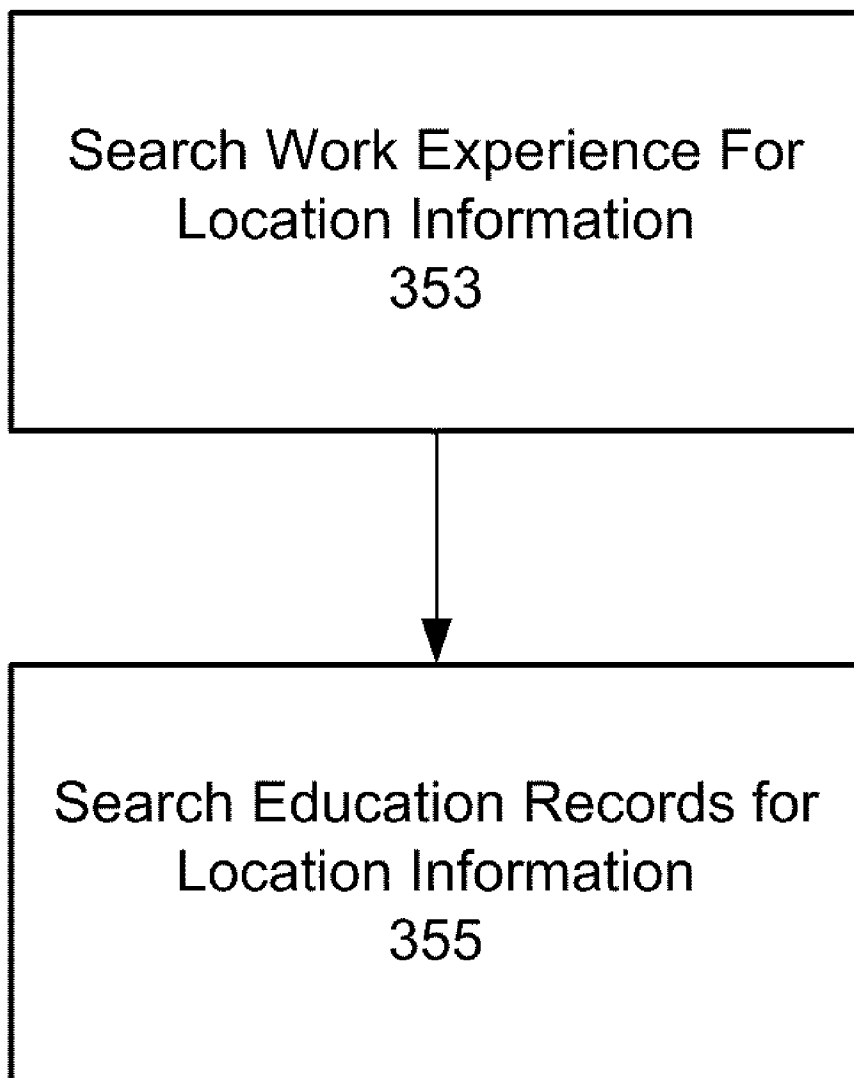 Search Work Experience For
Location Information
353
Search Education Records for
Location Information
355